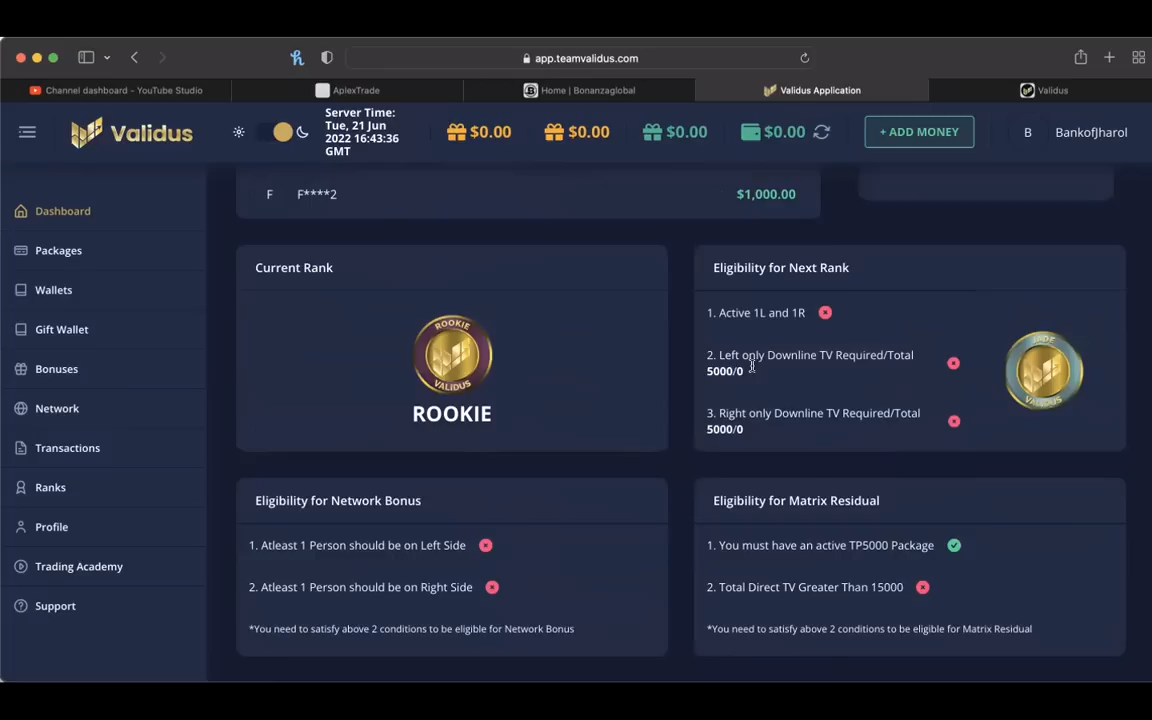 app.teamvalidus.com
Channel dashboard - YouTube Studio
AplexTrade
Home | Bonanzaglobal
Validus Application
Validus
Validus
Server Time:
Tue, 21 Jun
2022 16:43:36
GMT
$0.00
$0.00
$0.00
$0.00
+ ADD MONEY
B
BankofJharol
Dashboard
Packages
Wallets
Gift Wallet
Bonuses
Network
Transactions
Ranks
Profile
Trading Academy
Support
F F****2 $1,000.00
Current Rank
ROOKIE
VALIDUS
ROOKIE
Eligibility for Next Rank
1. Active 1L and 1R
2. Left only Downline TV Required/Total
5000/0
3. Right only Downline TV Required/Total
5000/0
JADE
VALIDUS
Eligibility for Network Bonus
1. Atleast 1 Person should be on Left Side
2. Atleast 1 Person should be on Right Side
*You need to satisfy above 2 conditions to be eligible for Network Bonus
Eligibility for Matrix Residual
1. You must have an active TP5000 Package
2. Total Direct TV Greater Than 15000
*You need to satisfy above 2 conditions to be eligible for Matrix Residual